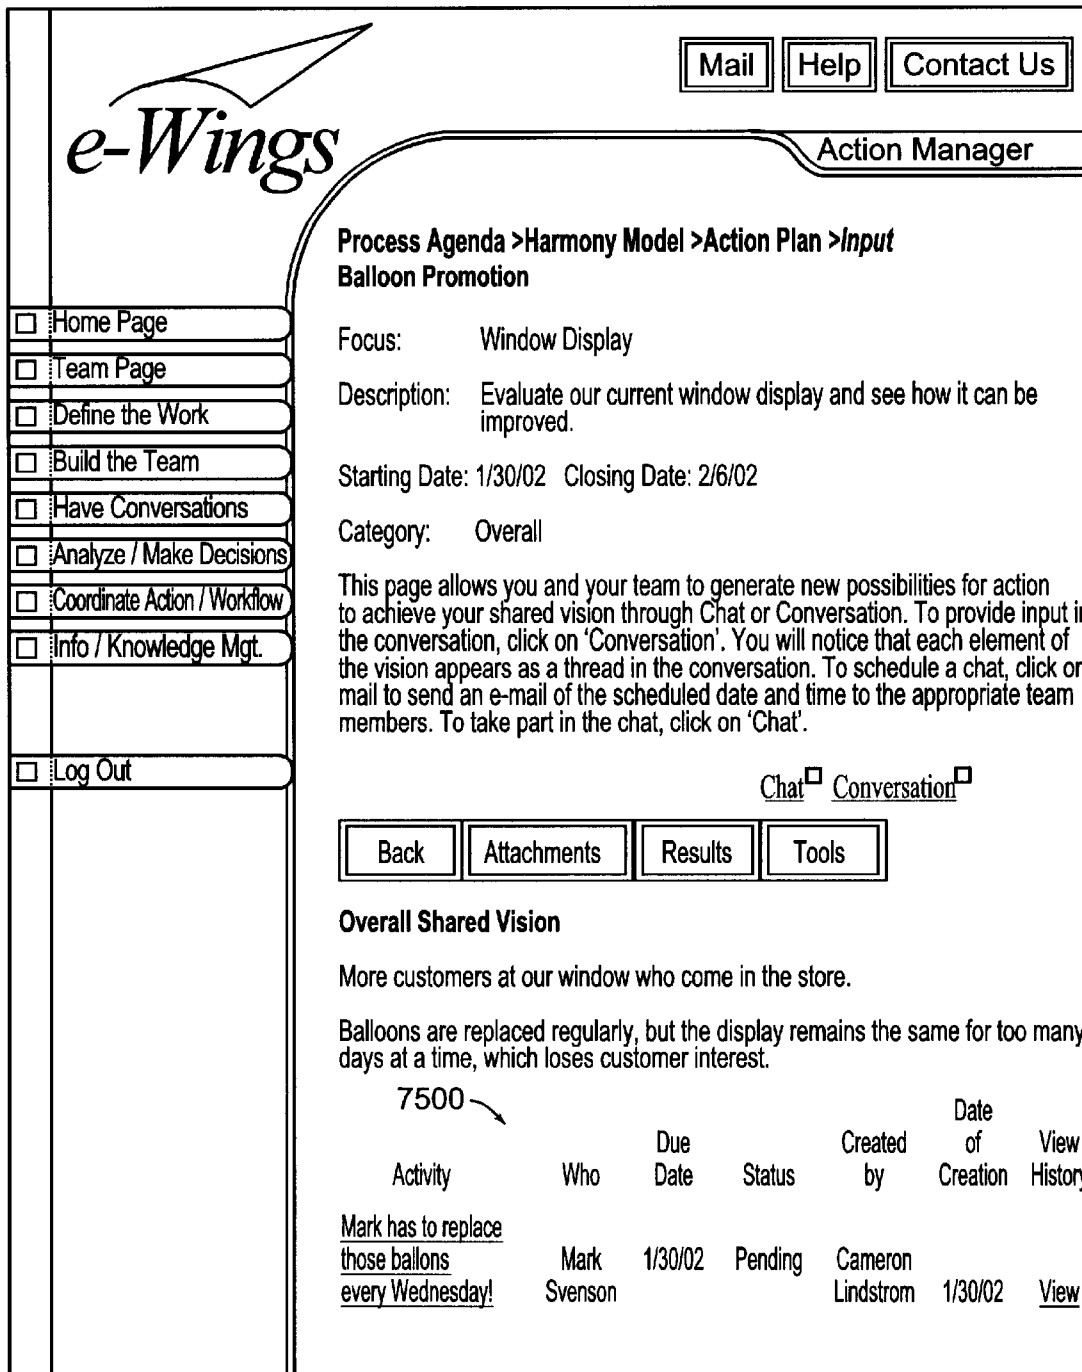 e-Wings
Mail Help Contact Us
Action Manager
Process Agenda >Harmony Model >Action Plan >Input
Balloon Promotion
Home Page
Team Page
Define the Work
Build the Team
Have Conversations
Analyze / Make Decisions
Coordinate Action / Workflow
Info / Knowledge Mgt.
Log Out
Focus: Window Display
Description: Evaluate our current window display and see how it can be
improved.
Starting Date: 1/30/02 Closing Date: 2/6/02
Category: Overall
This page allows you and your team to generate new possibilities for action
to achieve your shared vision through Chat or Conversation. To provide input in
the conversation, click on 'Conversation'. You will notice that each element of
the vision appears as a thread in the conversation. To schedule a chat, click on
mail to send an e-mail of the scheduled date and time to the appropriate team
members. To take part in the chat, click on 'Chat'.
Chat Conversation
Back Attachments Results Tools
Overall Shared Vision
More customers at our window who come in the store.
Balloons are replaced regularly, but the display remains the same for too many
days at a time, which loses customer interest.
7500
Date
Due Created of View
Activity Who Date Status by Creation History
Mark has to replace
those ballons Mark 1/30/02 Pending Cameron
every Wednesday! Svenson Lindstrom 1/30/02 View